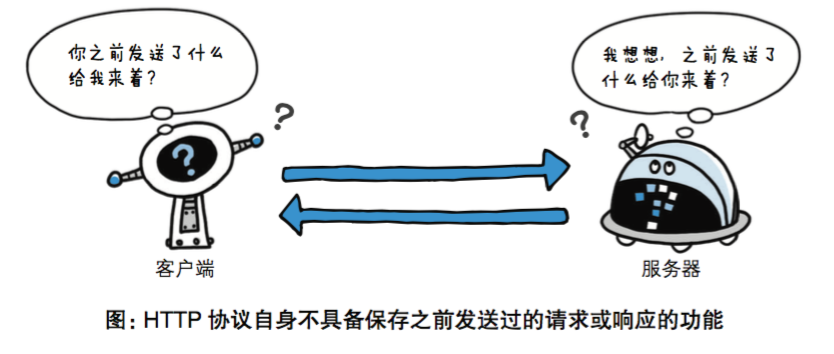 你之前发送了什么
给我来着?
我想想,之前发送了
什么给你来着?
?
?
?
客户端
服务器
图:HTTP 协议自身不具备保存之前发送过的请求或响应的功能